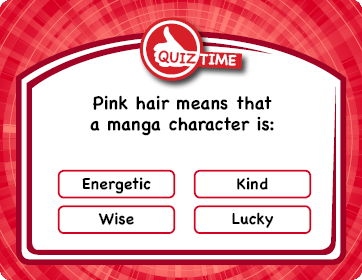 QUIZ TIME
Pink hair means that
a manga character is:
Energetic
Kind
Wise
Lucky